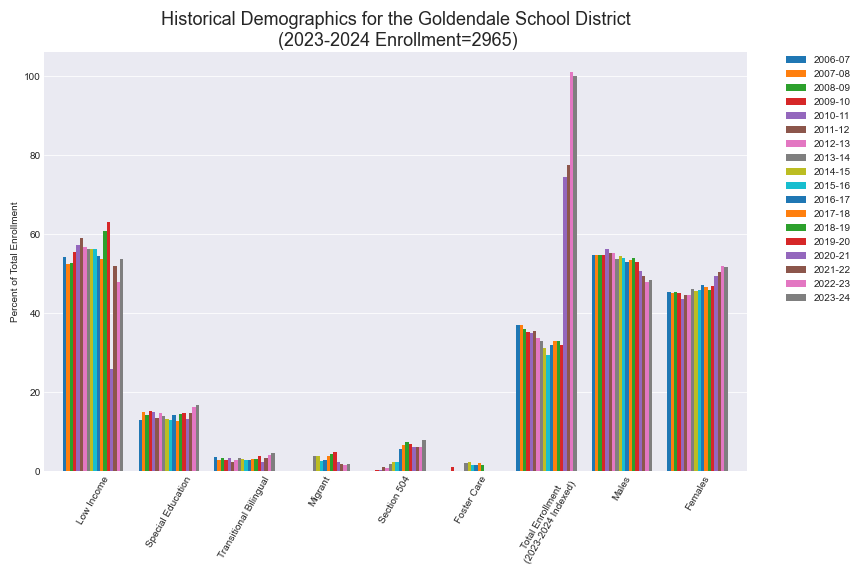 Historical Demographics for the Goldendale School District
(2023-2024 Enrollment=2965)
100
80
60
40
20
0
Percent of Total Enrollment
Low Income
Special Education
Transitional Bilingual
Migrant
Section 504
Foster Care
Total Enrollment
(2023-2024 Indexed)
Males
Females
2006-07
2007-08
2008-09
2009-10
2010-11
2011-12
2012-13
2013-14
2014-15
2015-16
2016-17
2017-18
2018-19
2019-20
2020-21
2021-22
2022-23
2023-24